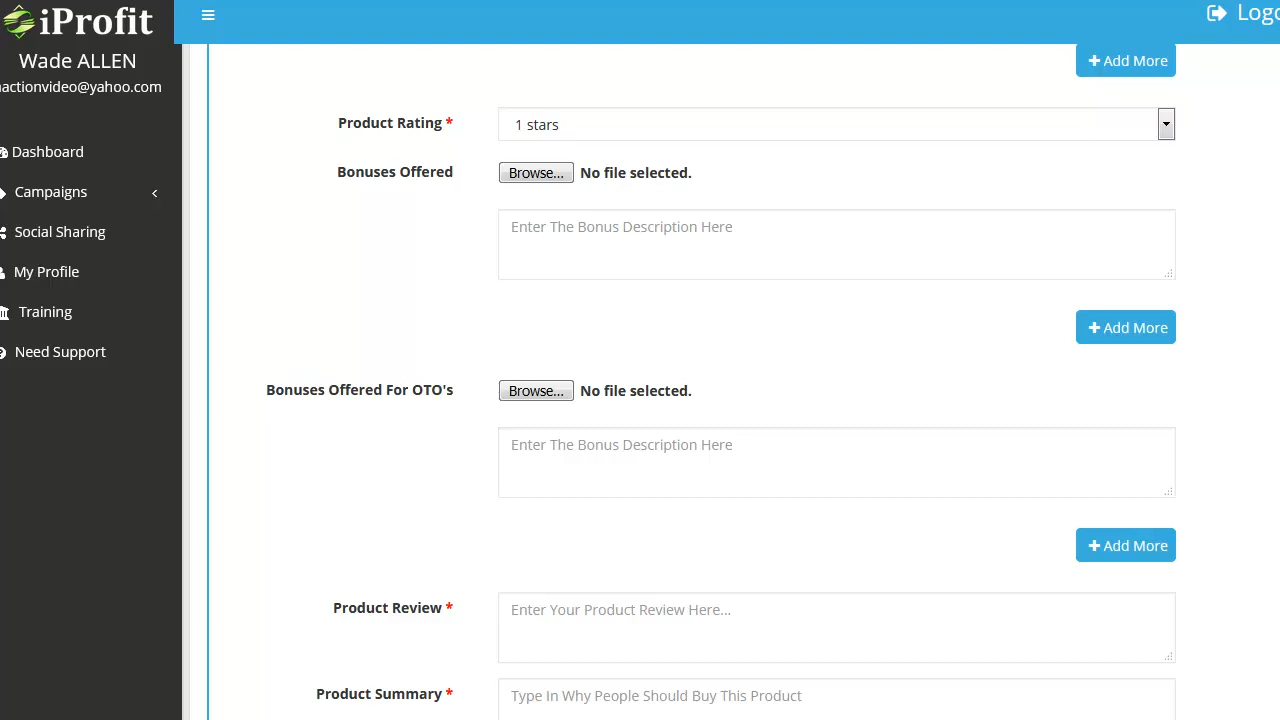 iProfit
Logo
Wade ALLEN
nactionvideo@yahoo.com
Add More
Product Rating *
1 stars
Dashboard
Bonuses Offered
Browse... No file selected.
Campaigns
Enter The Bonus Description Here
Social Sharing
My Profile
Training
Add More
Need Support
Bonuses Offered For OTO's
Browse... No file selected.
Enter The Bonus Description Here
Add More
Product Review *
Enter Your Product Review Here...
Product Summary *
Type In Why People Should Buy This Product